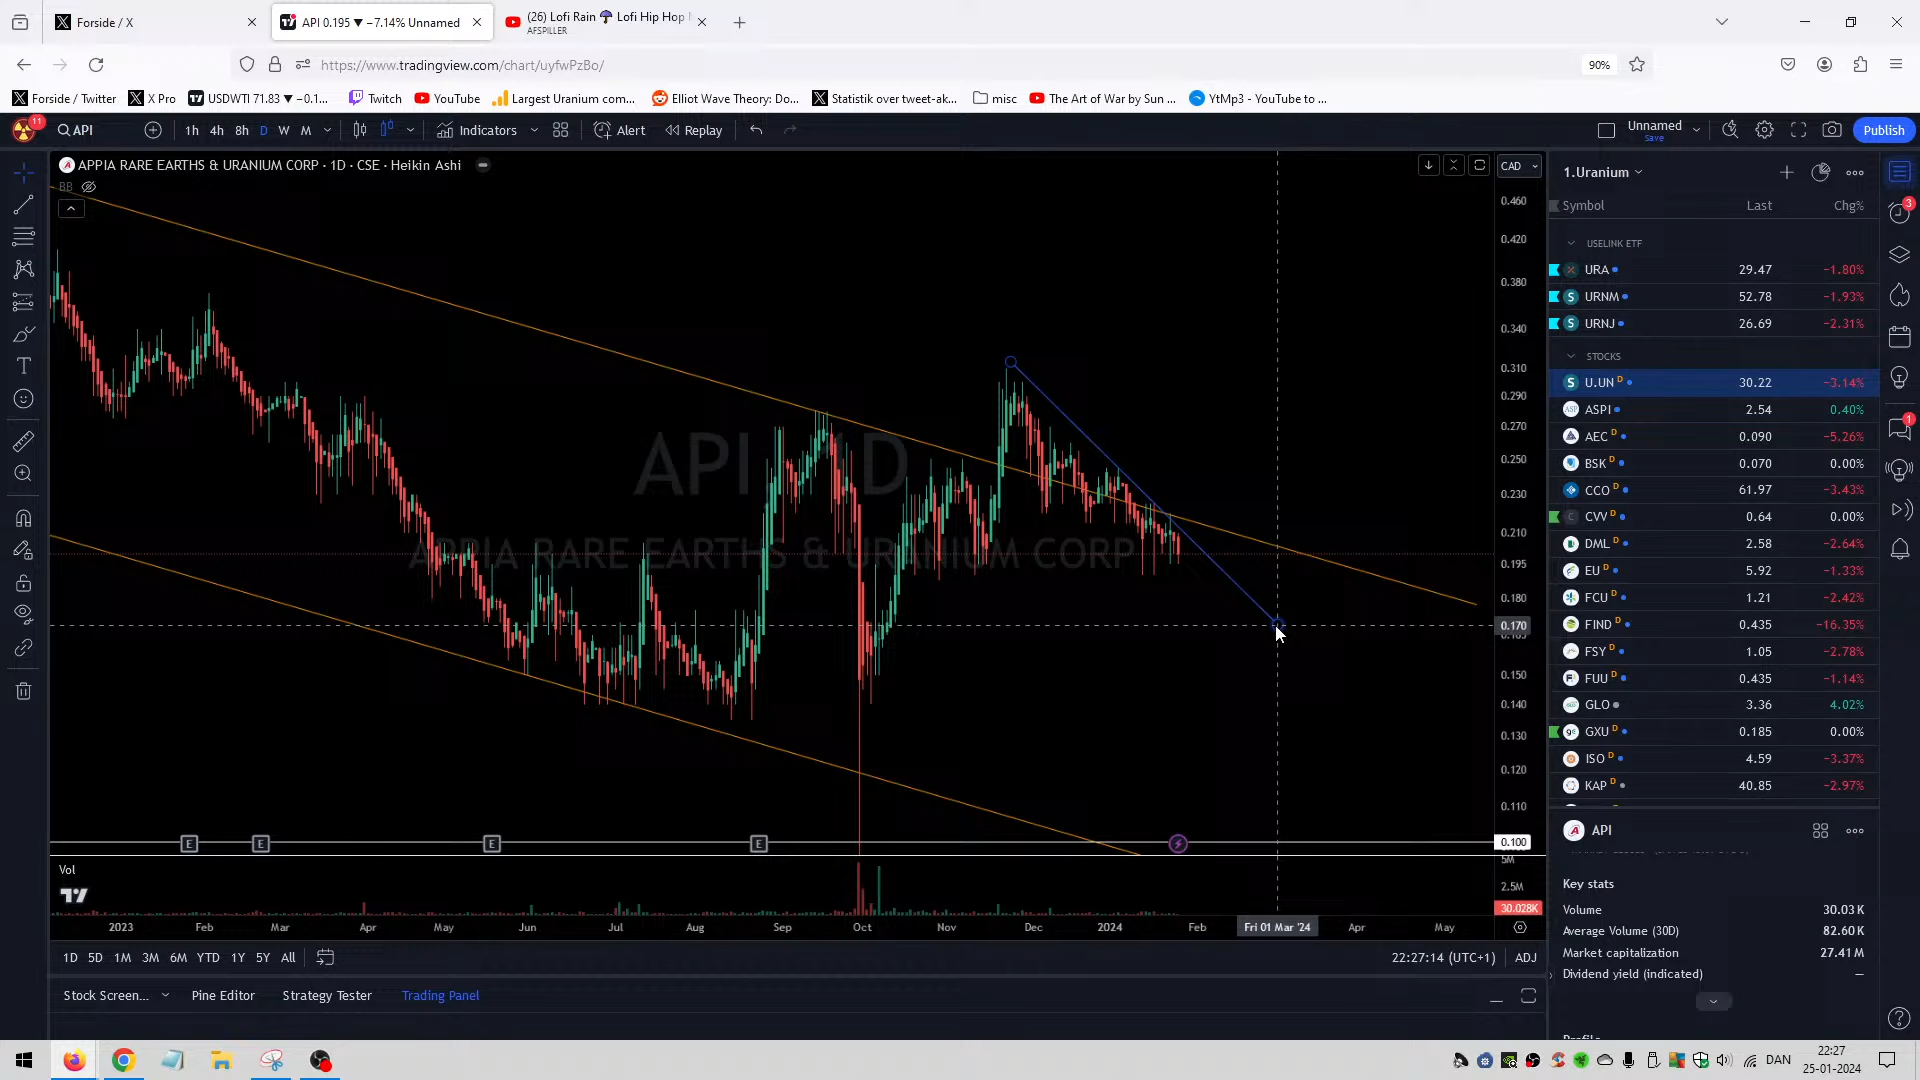 Forside / X
API 0.195 ▼ −7.14% Unnamed
(26) Lofi Rain ☂ Lofi Hip Hop
AFSPILLER
https://www.tradingview.com/chart/uyfwPzBo/
90%
Forside / Twitter
X Pro
USDWTI 71.83 ▼ −0.1...
Twitch
YouTube
Largest Uranium com...
Elliot Wave Theory: Do...
Statistik over tweet-ak...
misc
The Art of War by Sun ...
YtMp3 - YouTube to ...
11
API
1h 4h 8h D W M
Indicators
Alert
Replay
Unnamed
Save
Publish
APPIA RARE EARTHS & URANIUM CORP · 1D · CSE · Heikin Ashi
BB
CAD
API 1D
APPIA RARE EARTHS & URANIUM CORP
0.460
0.420
0.380
0.340
0.310
0.290
0.270
0.250
0.230
0.210
0.195
0.180
0.170
0.150
0.140
0.130
0.120
0.110
0.100
5M
2.5M
30.028K
E E E E
Vol
2023 Feb Mar Apr May Jun Jul Aug Sep Oct Nov Dec 2024 Feb Fri 01 Mar '24 Apr May
1D 5D 1M 3M 6M YTD 1Y 5Y All
22:27:14 (UTC+1) ADJ
Stock Screen...
Pine Editor
Strategy Tester
Trading Panel
1.Uranium
Symbol Last Chg%
USELINK ETF
URA 29.47 −1.80%
URNM 52.78 −1.93%
URNJ 26.69 −2.31%
STOCKS
U.UN D 30.22 −3.14%
ASPI 2.54 0.40%
AEC D 0.090 −5.26%
BSK D 0.070 0.00%
CCO D 61.97 −3.43%
CVV D 0.64 0.00%
DML D 2.58 −2.64%
EU D 5.92 −1.33%
FCU D 1.21 −2.42%
FIND D 0.435 −16.35%
FSY D 1.05 −2.78%
FUU D 0.435 −1.14%
GLO 3.36 4.02%
GXU D 0.185 0.00%
ISO D 4.59 −3.37%
KAP D 40.85 −2.97%
API
Key stats
Volume 30.03 K
Average Volume (30D) 82.60 K
Market capitalization 27.41 M
Dividend yield (indicated) —
3
1
DAN
22:27
25-01-2024